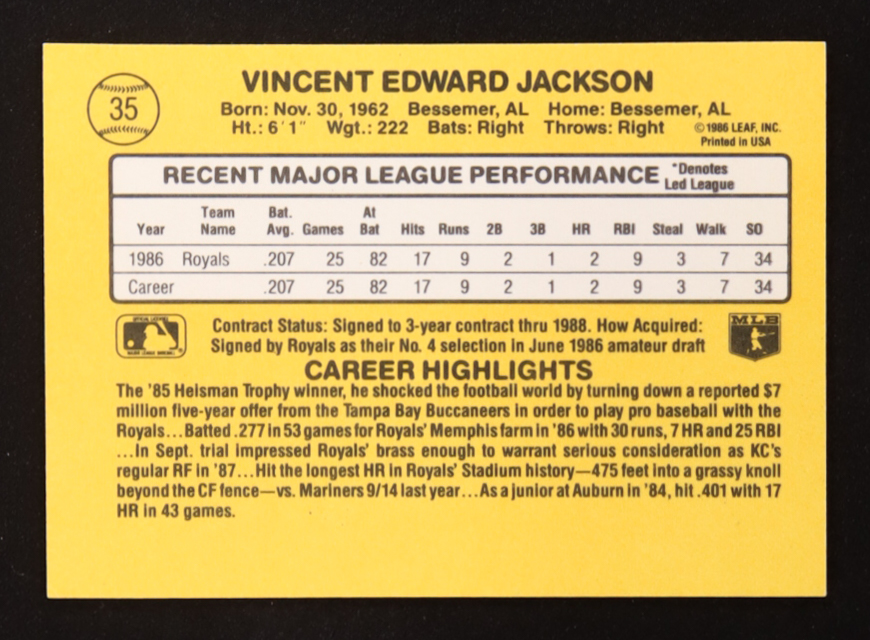 35
VINCENT EDWARD JACKSON
Born: Nov. 30, 1962 Bessemer, AL Home: Bessemer, AL
Ht.: 6'1" Wgt.: 222 Bats: Right Throws: Right
©1986 LEAF, INC.
Printed in USA
RECENT MAJOR LEAGUE PERFORMANCE
*Denotes
Led League
Year Team Name Bat. Avg. Games At Bat Hits Runs 2B 3B HR RBI Steal Walk SO
1986 Royals .207 25 82 17 9 2 1 2 9 3 7 34
Career .207 25 82 17 9 2 1 2 9 3 7 34
Contract Status: Signed to 3-year contract thru 1988. How Acquired:
Signed by Royals as their No. 4 selection in June 1986 amateur draft
MLB
CAREER HIGHLIGHTS
The '85 Heisman Trophy winner, he shocked the football world by turning down a reported $7
million five-year offer from the Tampa Bay Buccaneers in order to play pro baseball with the
Royals...Batted .277 in 53 games for Royals' Memphis farm in '86 with 30 runs, 7 HR and 25 RBI
...In Sept. trial impressed Royals' brass enough to warrant serious consideration as KC's
regular RF in '87...Hit the longest HR in Royals' Stadium history—475 feet into a grassy knoll
beyond the CF fence—vs. Mariners 9/14 last year...As a junior at Auburn in '84, hit .401 with 17
HR in 43 games.